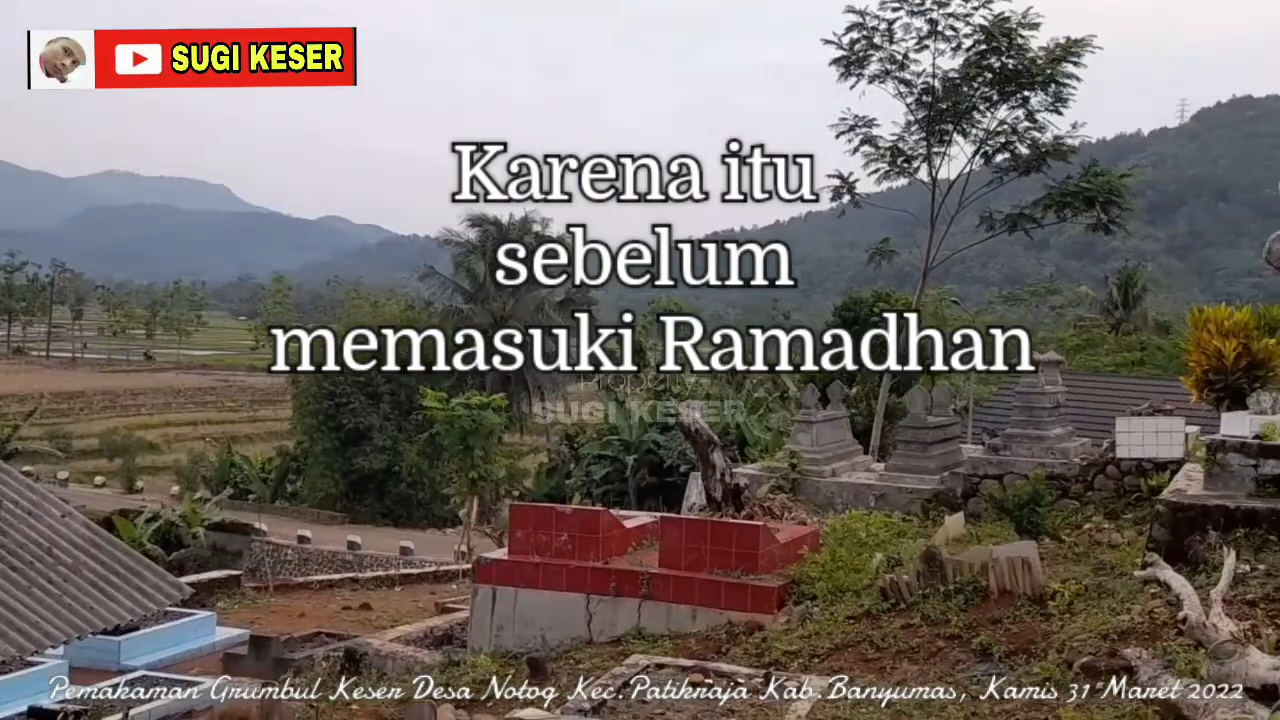 SUGI KESER
Karena itu
sebelum
memasuki Ramadhan
Property
SUGI KESER
Pemakaman Grumbul Keser Desa Notog Kec.Patikraja Kab.Banyumas, Kamis 31 Maret 2022